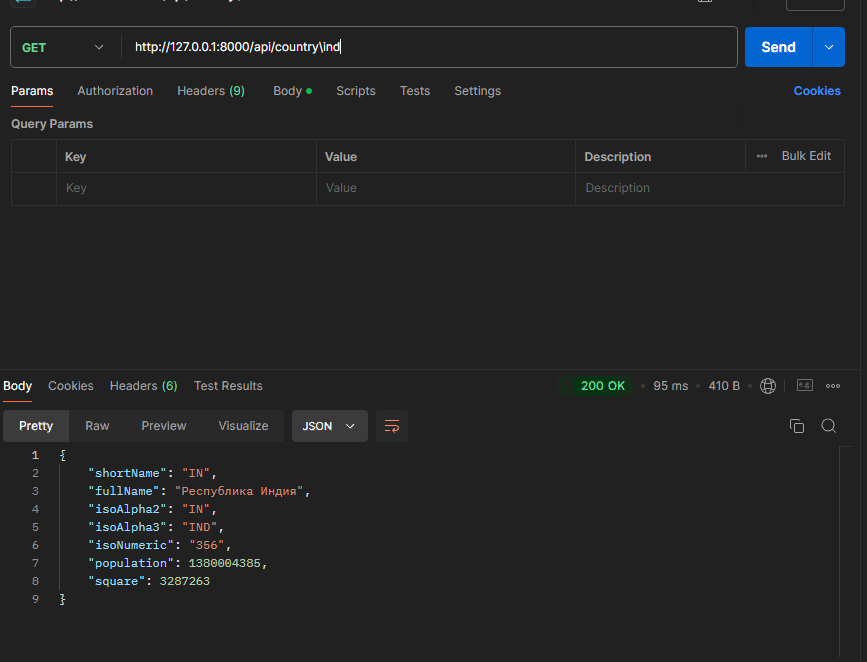 GET http://127.0.0.1:8000/api/country\ind Send
Params Authorization Headers (9) Body Scripts Tests Settings Cookies
Query Params
Key Value Description Bulk Edit
Key Value Description
Body Cookies Headers (6) Test Results 200 OK 95 ms 410 B
Pretty Raw Preview Visualize JSON
1 {
2 "shortName": "IN",
3 "fullName": "Республика Индия",
4 "isoAlpha2": "IN",
5 "isoAlpha3": "IND",
6 "isoNumeric": "356",
7 "population": 1380004385,
8 "square": 3287263
9 }